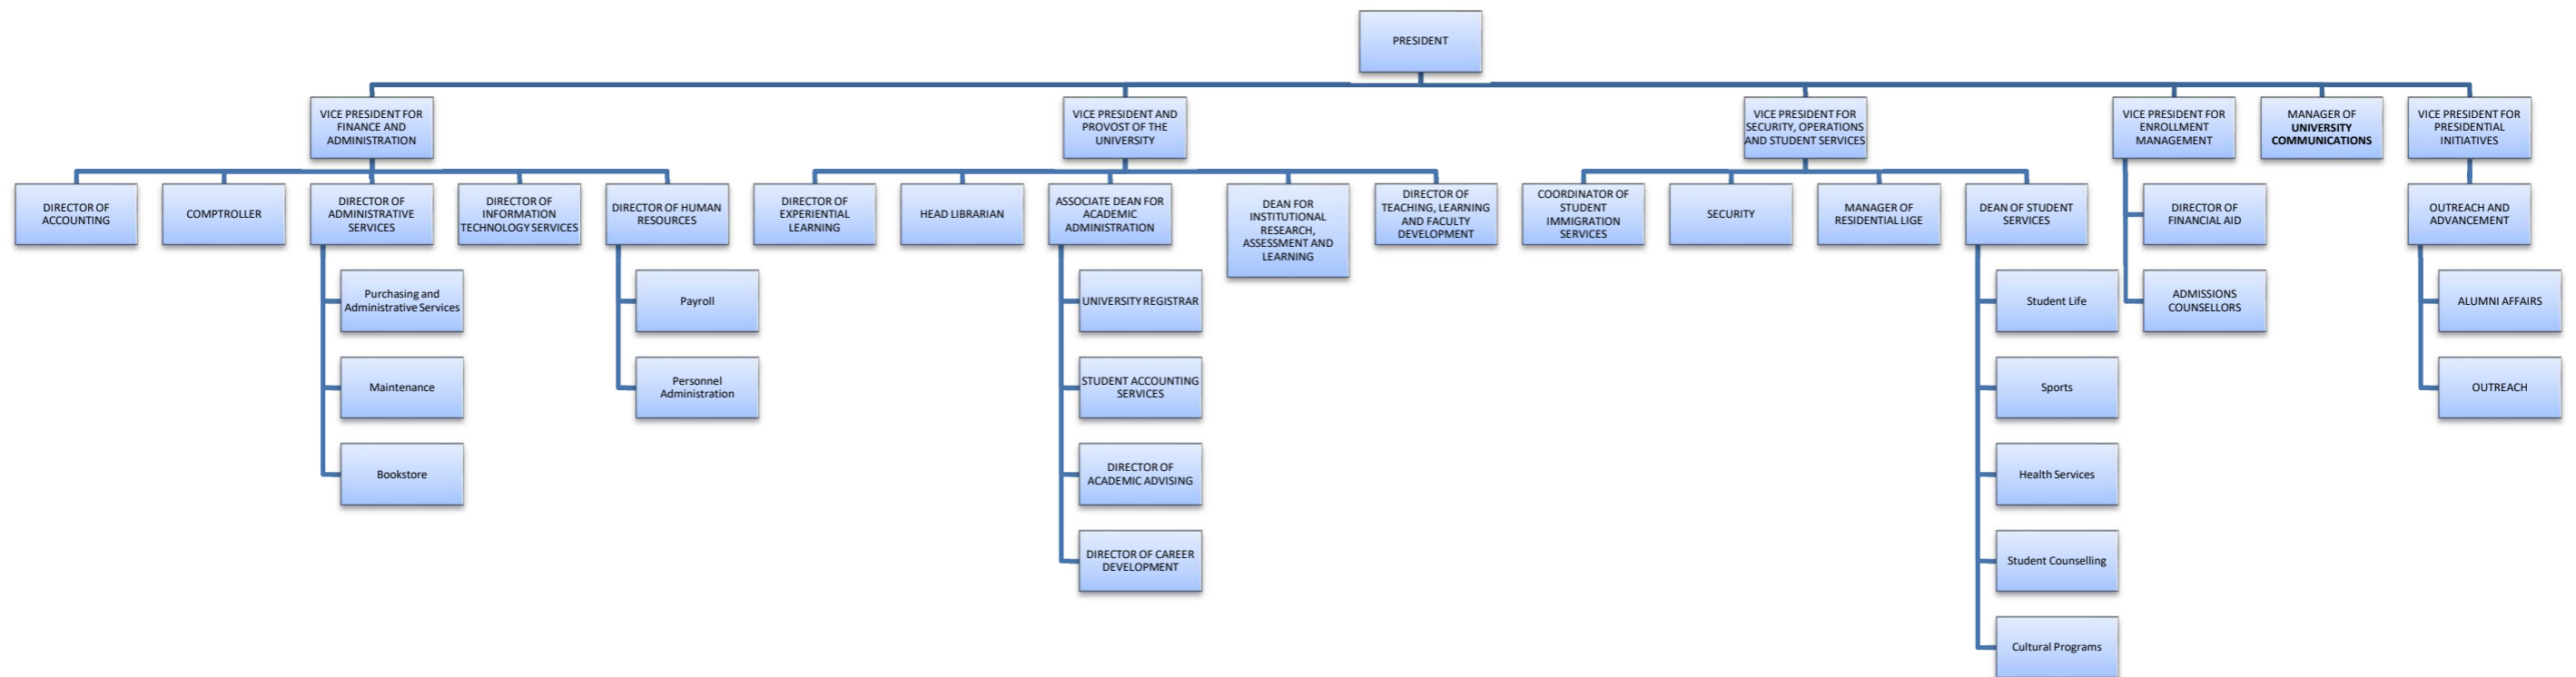 PRESIDENT
VICE PRESIDENT FOR
FINANCE AND
ADMINISTRATION
VICE PRESIDENT AND
PROVOST OF THE
UNIVERSITY
VICE PRESIDENT FOR
SECURITY, OPERATIONS
AND STUDENT SERVICES
VICE PRESIDENT FOR
ENROLLMENT
MANAGEMENT
MANAGER OF
UNIVERSITY
COMMUNICATIONS
VICE PRESIDENT FOR
PRESIDENTIAL
INITIATIVES
DIRECTOR OF
ACCOUNTING
COMPTROLLER
DIRECTOR OF
ADMINISTRATIVE
SERVICES
DIRECTOR OF
INFORMATION
TECHNOLOGY SERVICES
DIRECTOR OF HUMAN
RESOURCES
DIRECTOR OF
EXPERIENTIAL
LEARNING
HEAD LIBRARIAN
ASSOCIATE DEAN FOR
ACADEMIC
ADMINISTRATION
DEAN FOR
INSTITUTIONAL
RESEARCH,
ASSESSMENT AND
LEARNING
DIRECTOR OF
TEACHING, LEARNING
AND FACULTY
DEVELOPMENT
COORDINATOR OF
STUDENT
IMMIGRATION
SERVICES
SECURITY
MANAGER OF
RESIDENTIAL LIGE
DEAN OF STUDENT
SERVICES
DIRECTOR OF
FINANCIAL AID
OUTREACH AND
ADVANCEMENT
Purchasing and
Administrative Services
Payroll
UNIVERSITY REGISTRAR
Student Life
ADMISSIONS
COUNSELLORS
ALUMNI AFFAIRS
Maintenance
Personnel
Administration
STUDENT ACCOUNTING
SERVICES
Sports
OUTREACH
Bookstore
DIRECTOR OF
ACADEMIC ADVISING
Health Services
DIRECTOR OF CAREER
DEVELOPMENT
Student Counselling
Cultural Programs